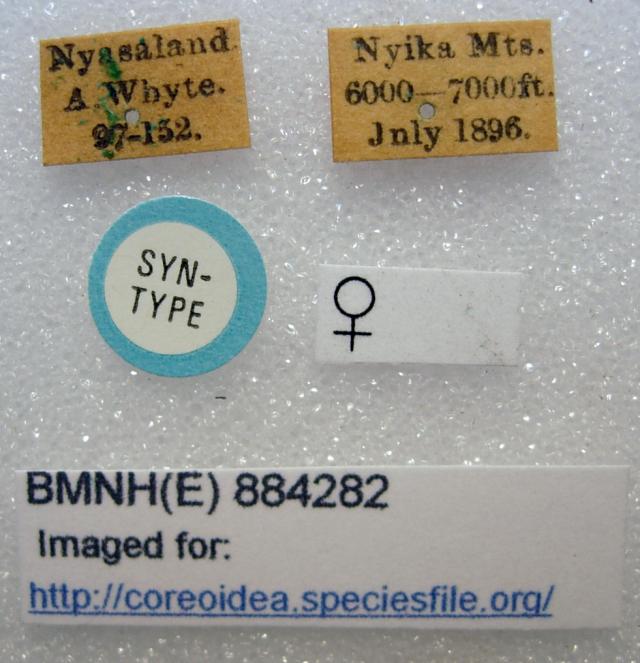 Nyasaland
A. Whyte.
97-152.
Nyika Mts.
6000—7000ft.
Jnly 1896.
SYN-
TYPE
♀
BMNH(E) 884282
Imaged for:
http://coreoidea.speciesfile.org/